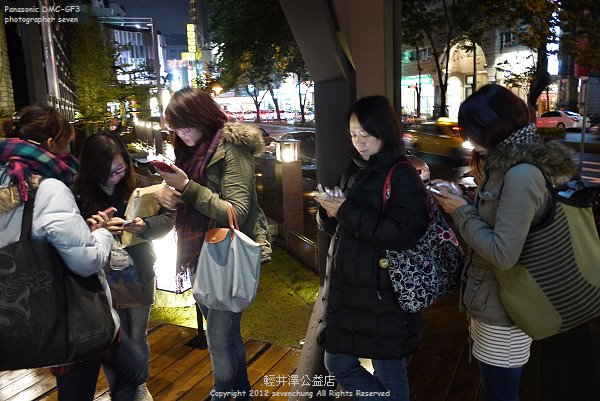 Panasonic DMC-GF3
photographer seven
輕井澤公益店
Copyright © 2012 sevenchung All Rights Reserved.